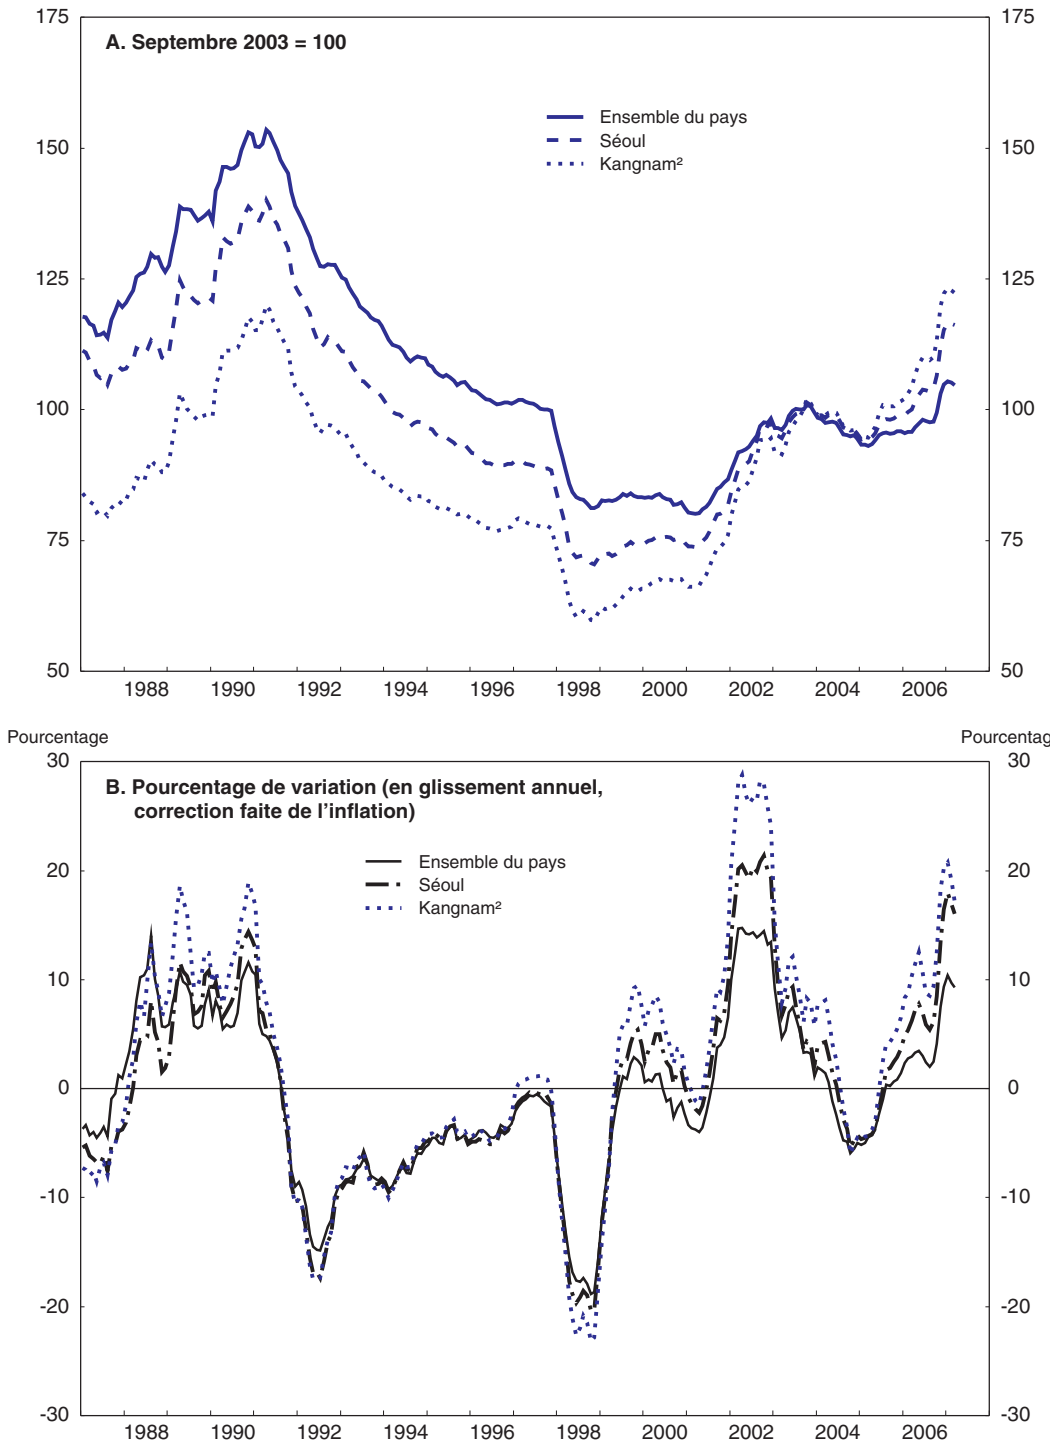 175 175
A. Septembre 2003 = 100
Ensemble du pays
150 150
Séoul
Kangnam²
125 125
100 100
75 75
50 50
1988 1990 1992 1994 1996 1998 2000 2002 2004 2006
Pourcentage Pourcentag
30 30
B. Pourcentage de variation (en glissement annuel,
correction faite de l'inflation)
Ensemble du pays
20 20
Séoul
Kangnam²
10 10
0 0
-10 -10
-20 -20
-30 -30
1988 1990 1992 1994 1996 1998 2000 2002 2004 2006